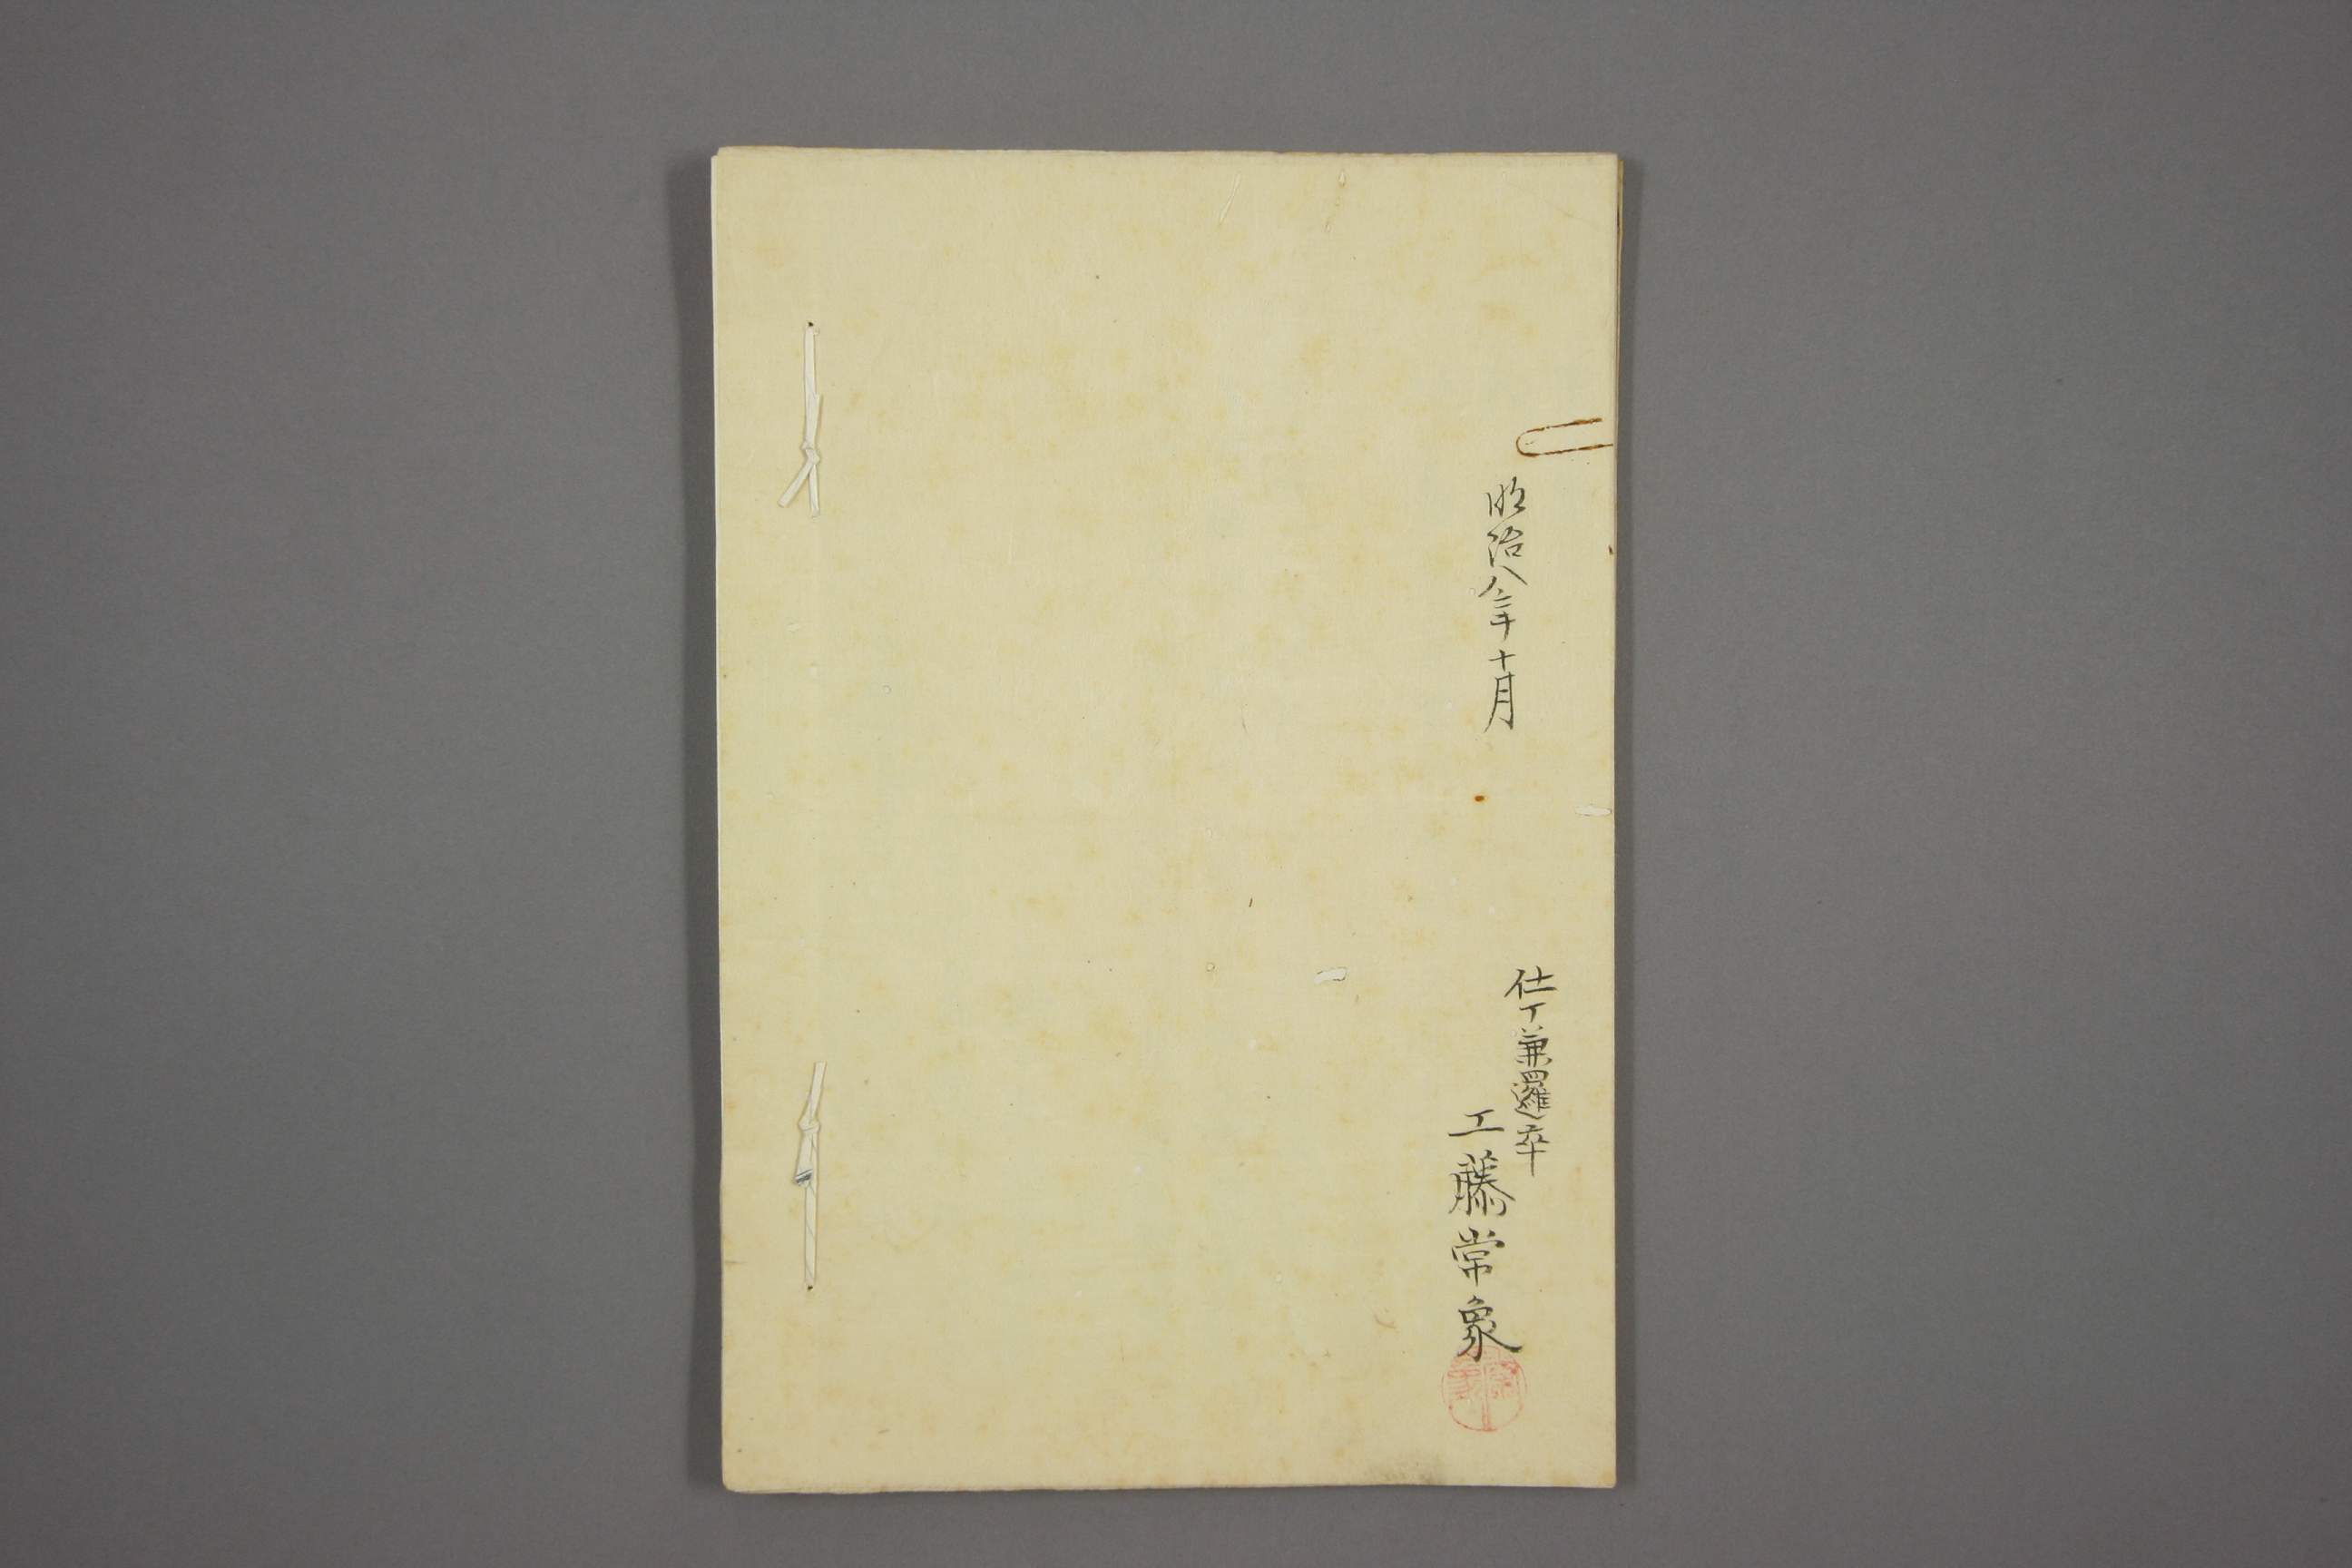 明治八年十月
仕丁兼邏卒
工藤常象